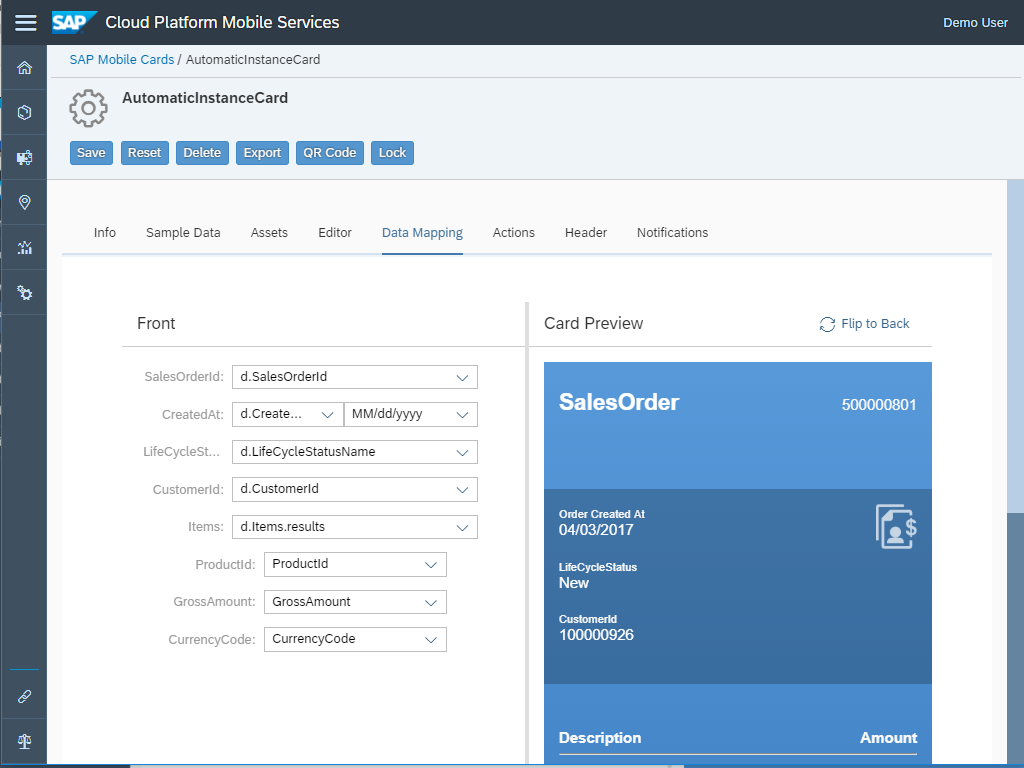 SAP Cloud Platform Mobile Services Demo User
SAP Mobile Cards / AutomaticInstanceCard
AutomaticInstanceCard
Save Reset Delete Export QR Code Lock
Info Sample Data Assets Editor Data Mapping Actions Header Notifications
Front
SalesOrderId: d.SalesOrderId
CreatedAt: d.Create... MM/dd/yyyy
LifeCycleSt... d.LifeCycleStatusName
CustomerId: d.CustomerId
Items: d.Items.results
ProductId: ProductId
GrossAmount: GrossAmount
CurrencyCode: CurrencyCode
Card Preview Flip to Back
SalesOrder 500000801
Order Created At
04/03/2017
LifeCycleStatus
New
CustomerId
100000926
Description Amount